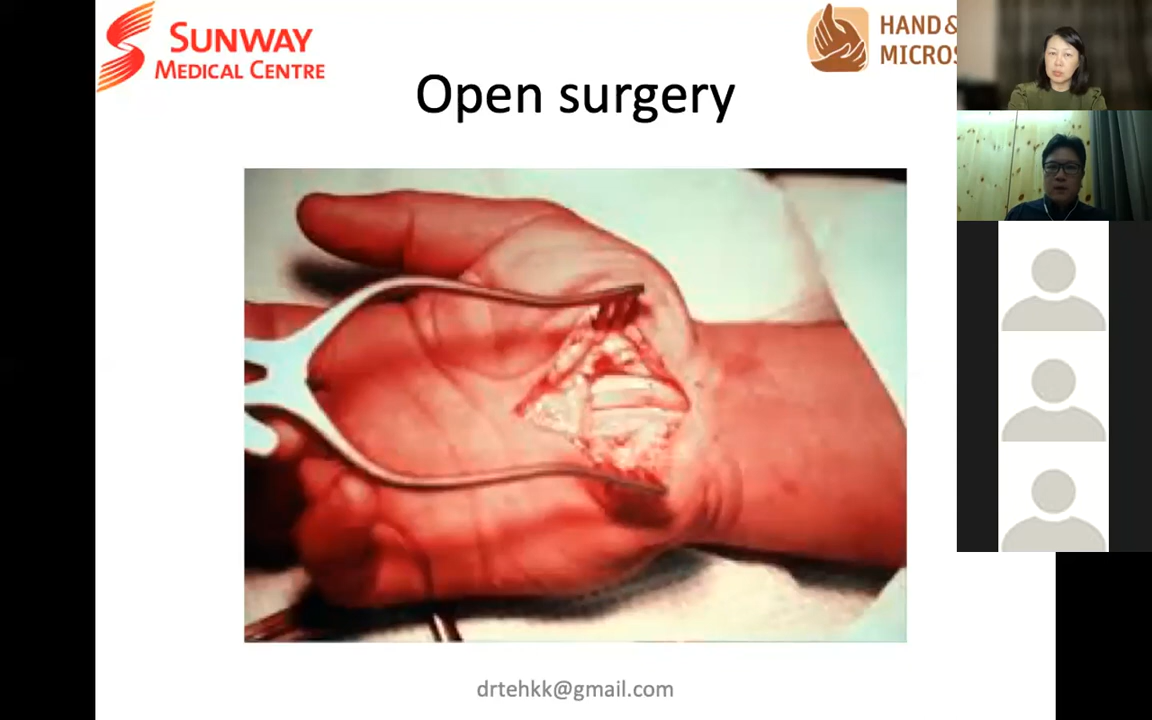 SUNWAY
MEDICAL CENTRE
HAND &
MICROS
Open surgery
drtehkk@gmail.com